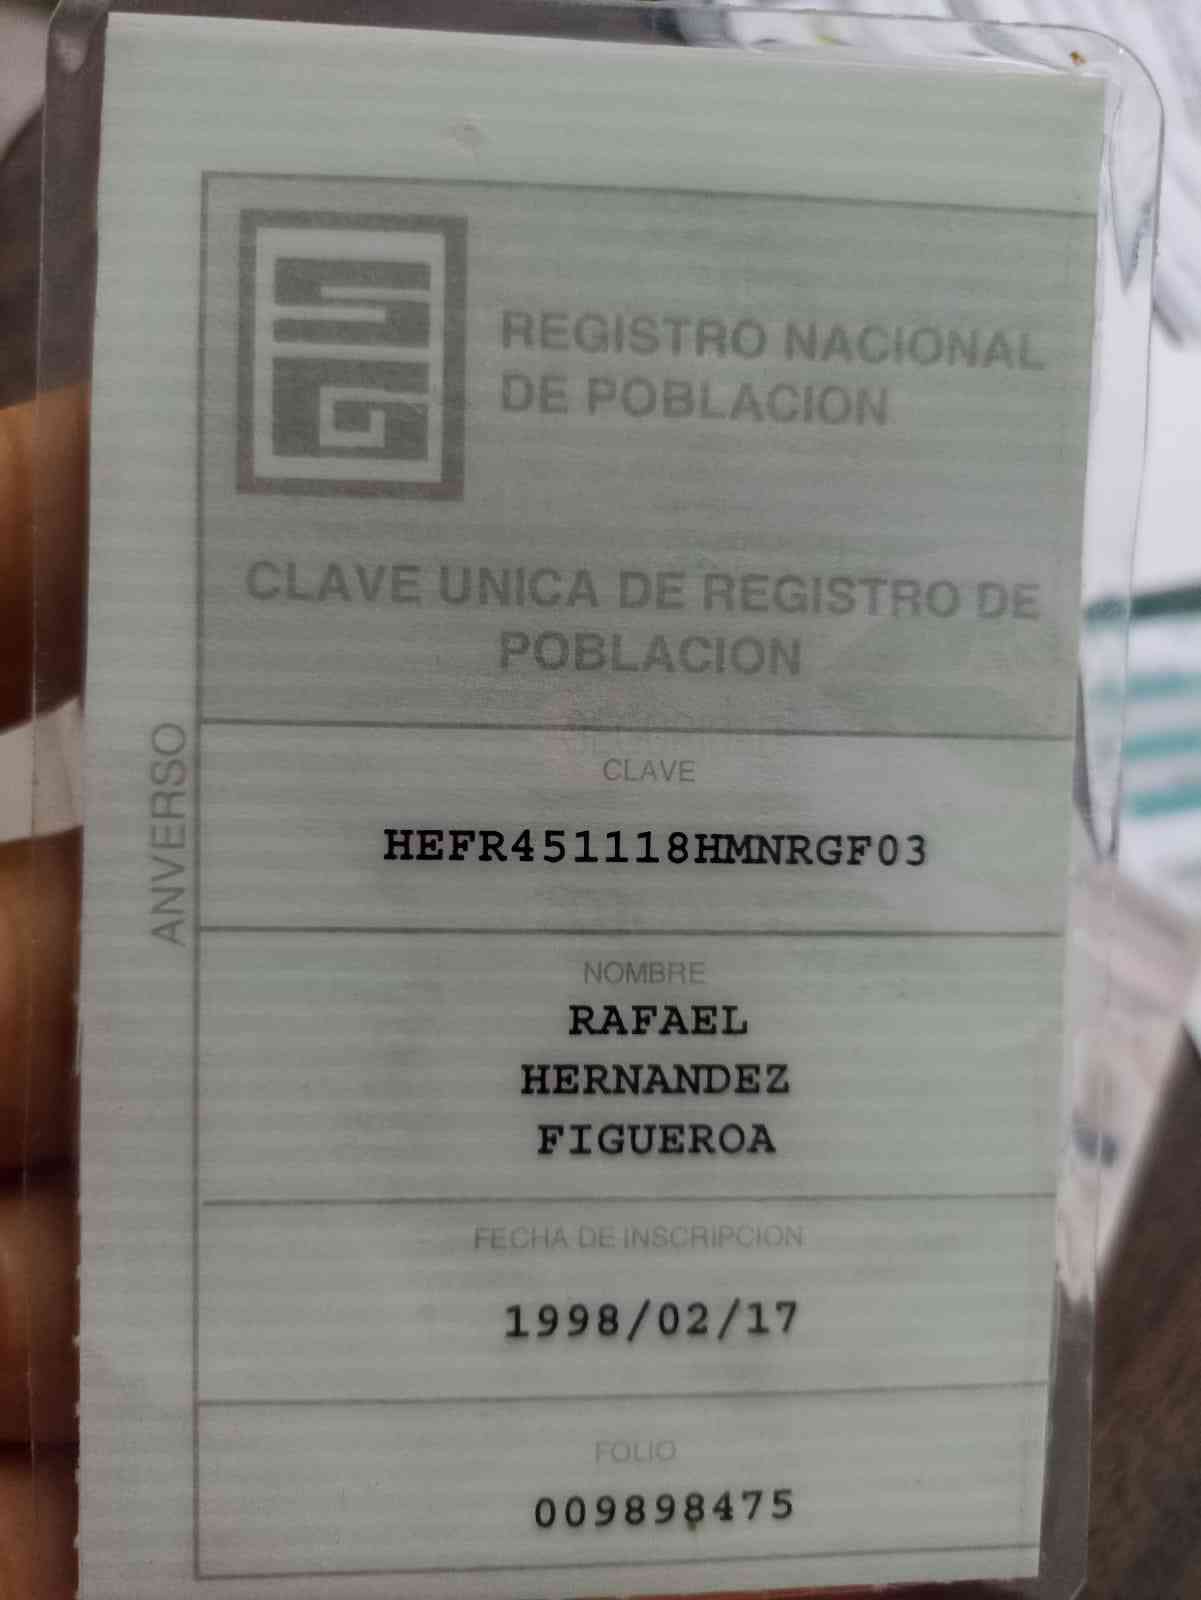 SG
REGISTRO NACIONAL
DE POBLACION
CLAVE UNICA DE REGISTRO DE
POBLACION
ANVERSO
CLAVE
HEFR451118HMNRGF03
NOMBRE
RAFAEL
HERNANDEZ
FIGUEROA
FECHA DE INSCRIPCION
1998/02/17
FOLIO
009898475